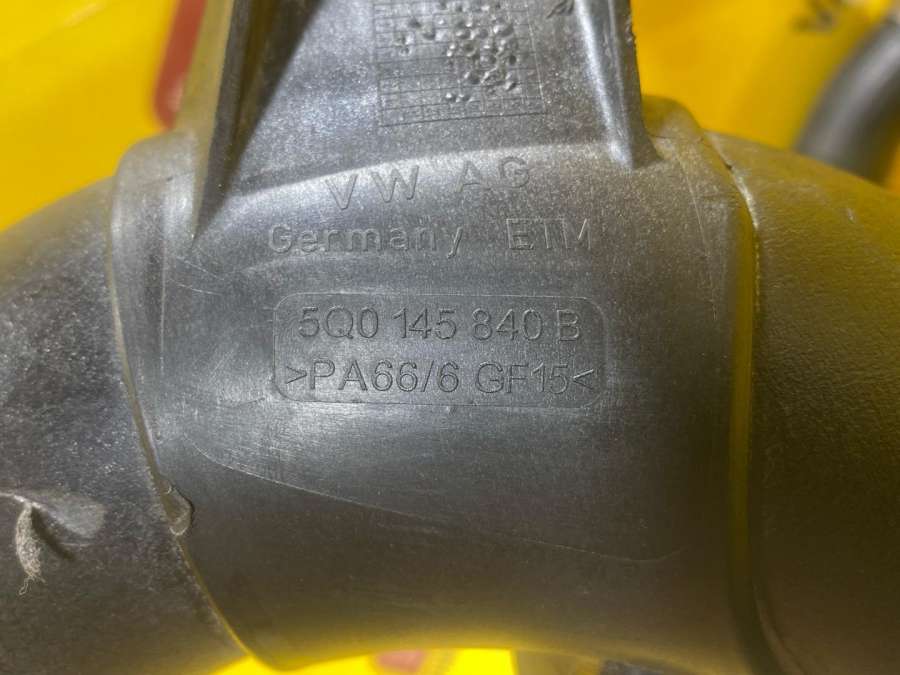 VW AG
Germany ETM
5Q0 145 840 B
>PA66/6 GF15<